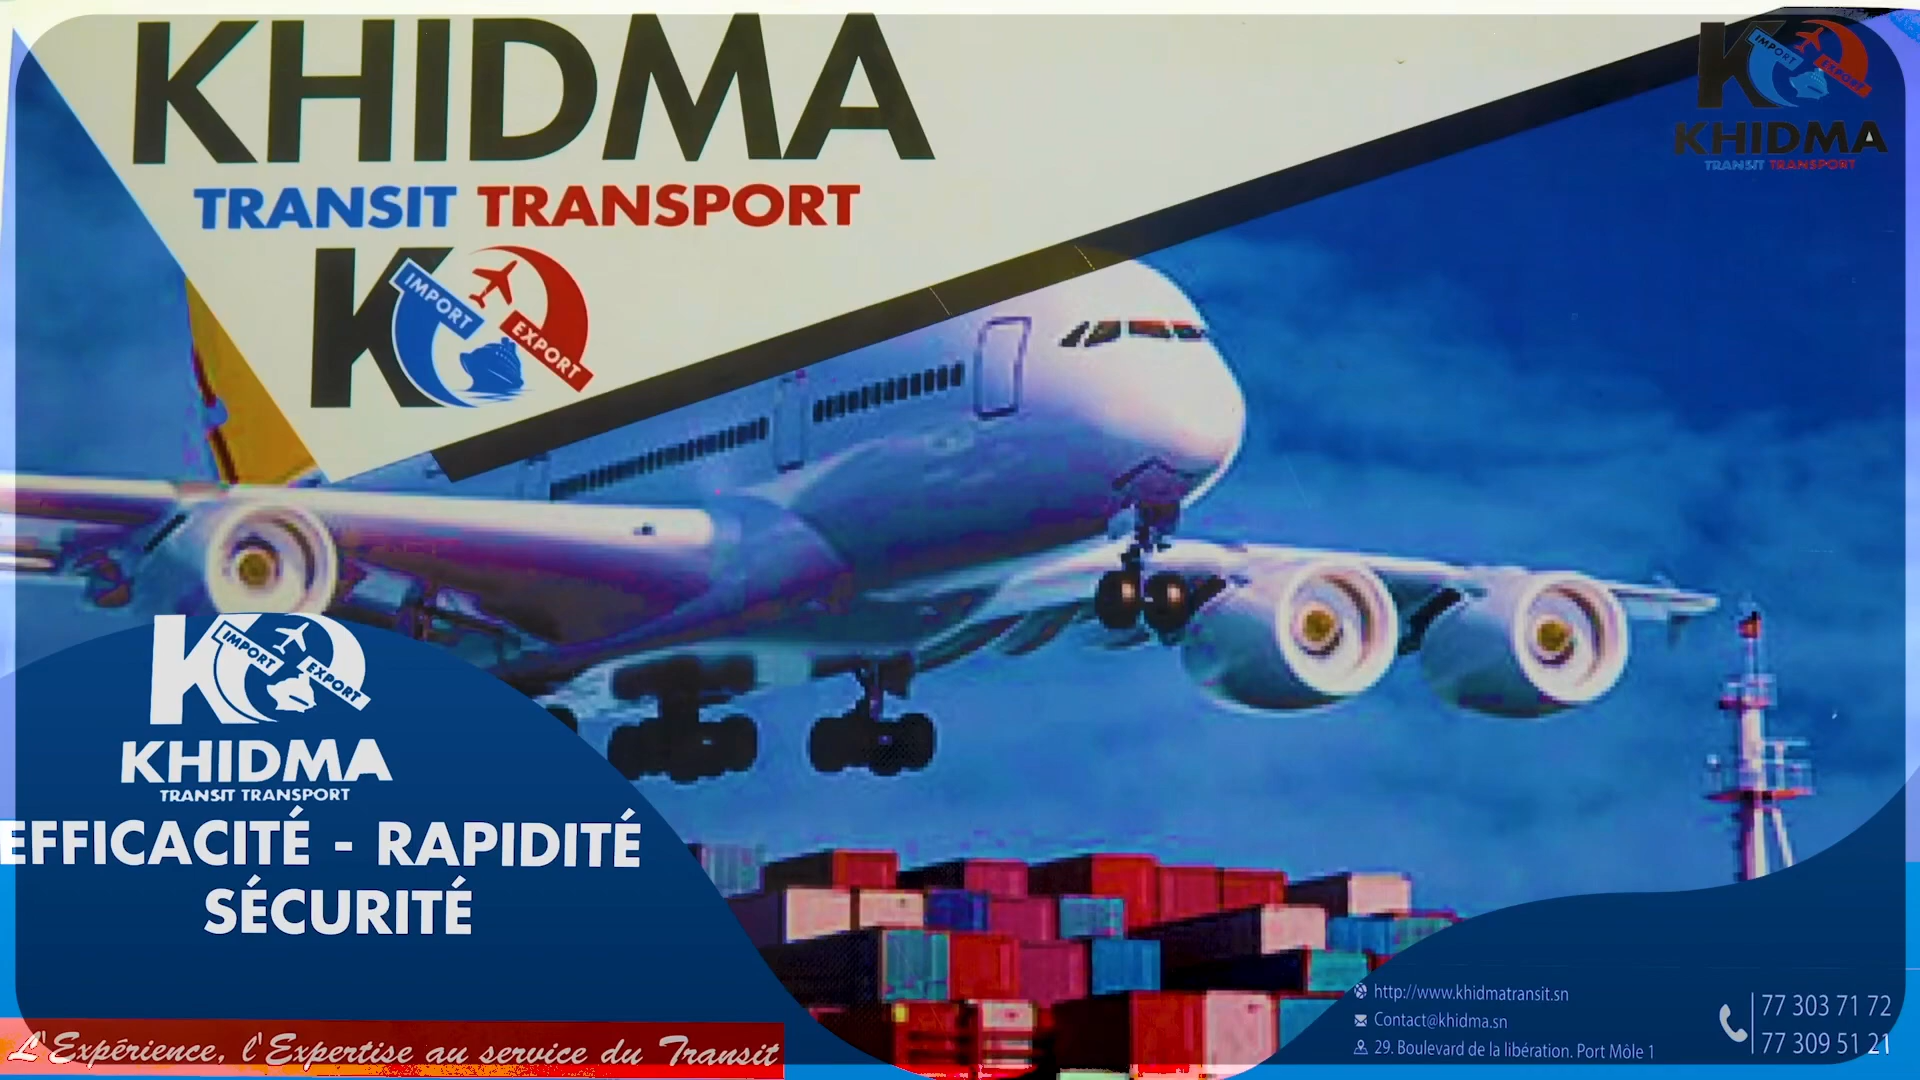 KHIDMA
TRANSIT TRANSPORT
K IMPORT EXPORT
K IMPORT EXPORT
KHIDMA
TRANSIT TRANSPORT
K IMPORT EXPORT
KHIDMA
TRANSIT TRANSPORT
EFFICACITÉ - RAPIDITÉ
SÉCURITÉ
L'Expérience, l'Expertise au service du Transit
http://www.khidmatransit.sn
Contact@khidma.sn
29. Boulevard de la libération. Port Môle 1
77 303 71 72
77 309 51 21